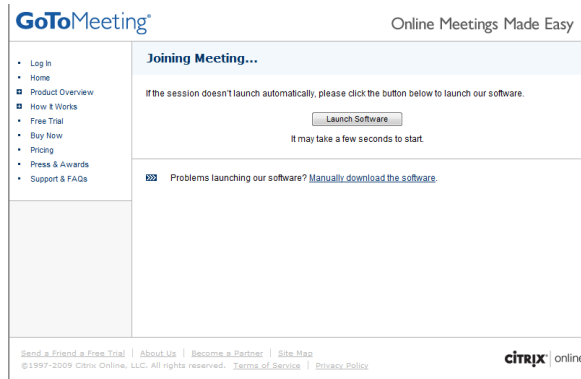 GoToMeeting®
Online Meetings Made Easy
Log In
Home
Product Overview
How It Works
Free Trial
Buy Now
Pricing
Press & Awards
Support & FAQs
Joining Meeting...
If the session doesn't launch automatically, please click the button below to launch our software.
Launch Software
It may take a few seconds to start.
Problems launching our software? Manually download the software.
Send a Friend a Free Trial | About Us | Become a Partner | Site Map
©1997-2009 Citrix Online, LLC. All rights reserved. Terms of Service | Privacy Policy
CITRIX® online